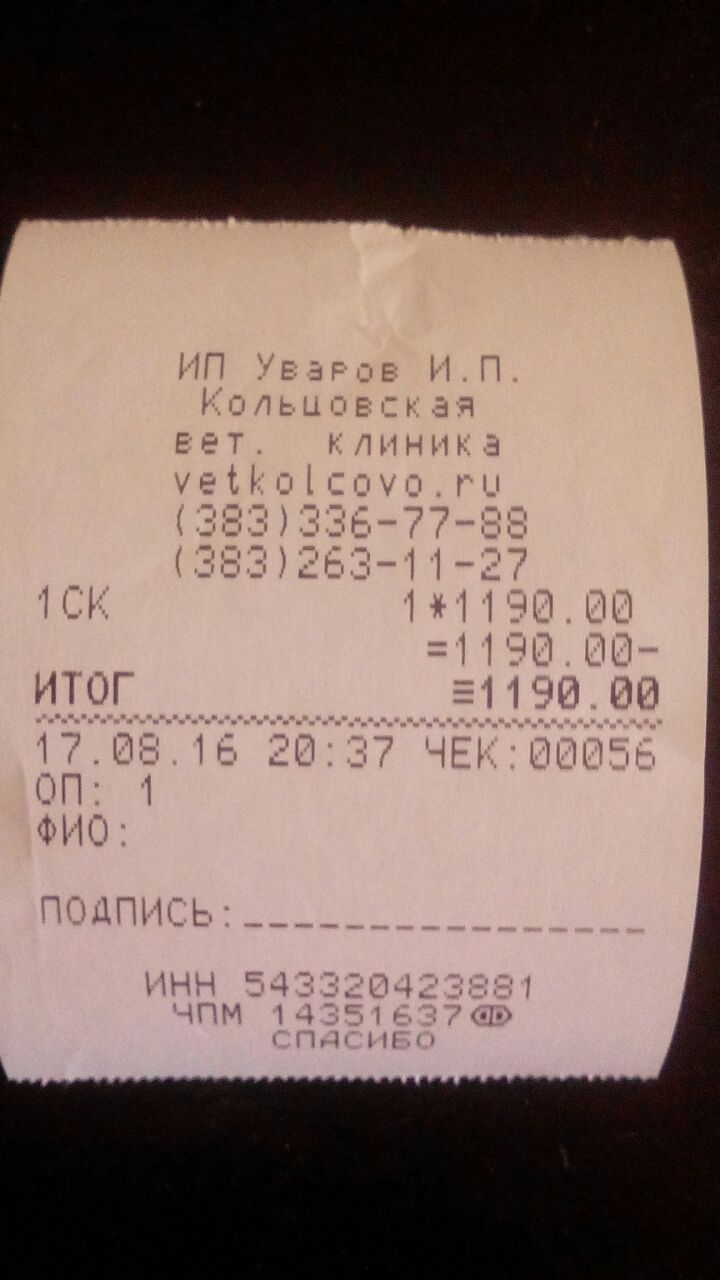 ИП Уваров И.П.
Кольцовская
вет. клиника
vetkolcovo.ru
(383)336-77-88
(383)263-11-27
1СК 1*1190.00
=1190.00-
ИТОГ ≡1190.00
17.08.16 20:37 ЧЕК:00056
ОП: 1
ФИО:
ПОДПИСЬ:________________
ИНН 543320423881
ЧПМ 14351637
СПАСИБО